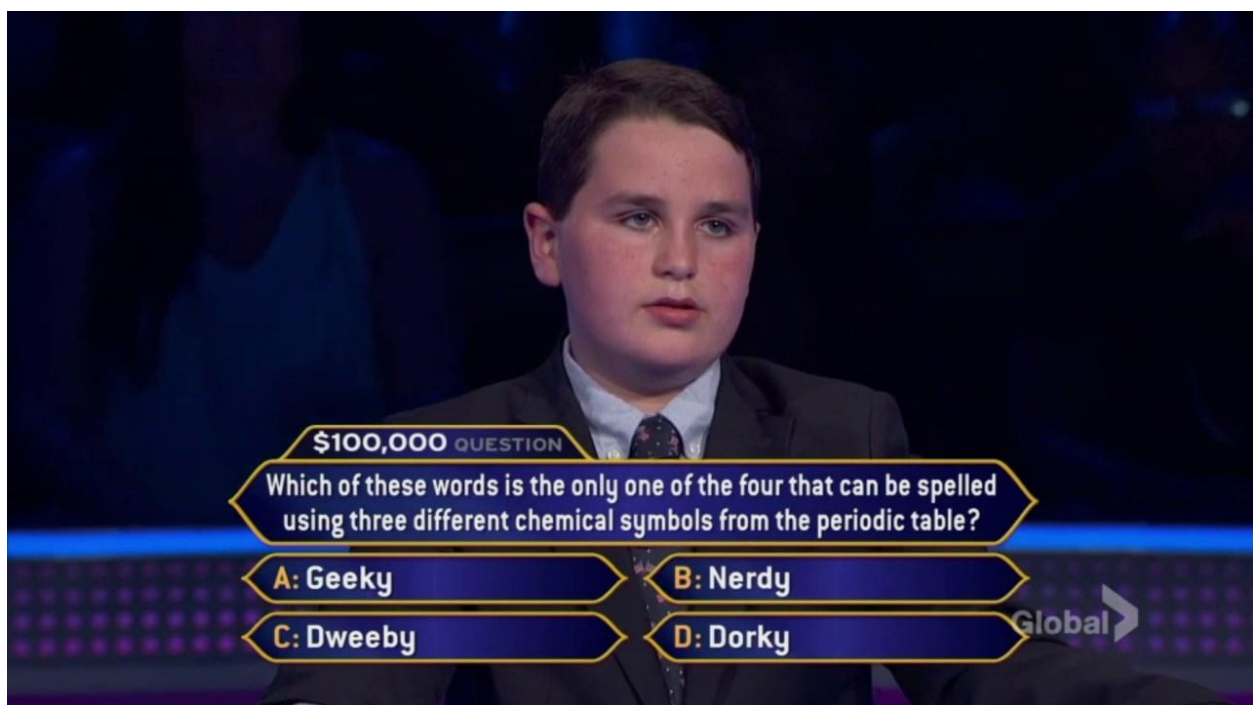 $100,000 QUESTION
Which of these words is the only one of the four that can be spelled
using three different chemical symbols from the periodic table?
A: Geeky
B: Nerdy
C: Dweeby
D: Dorky
Global